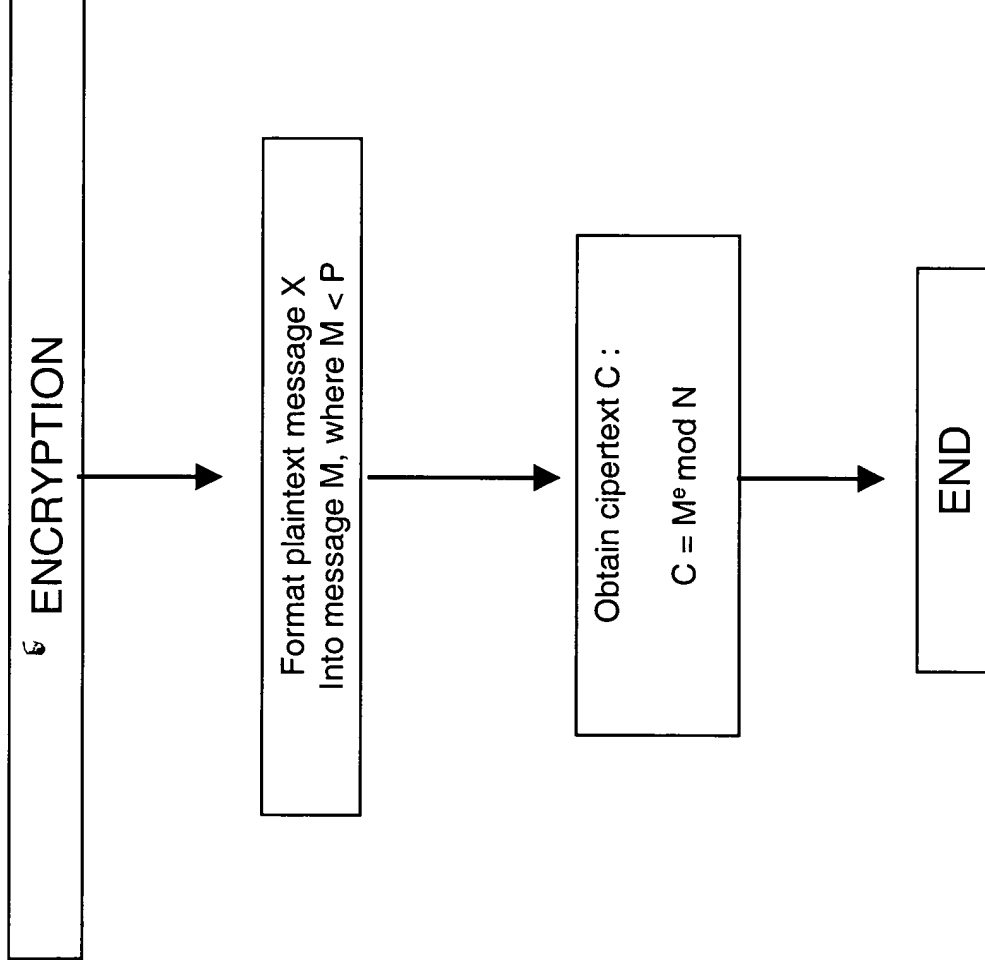 ENCRYPTION
Format plaintext message X
Into message M, where M < P
Obtain cipertext C :
C = Mᵉ mod N
END